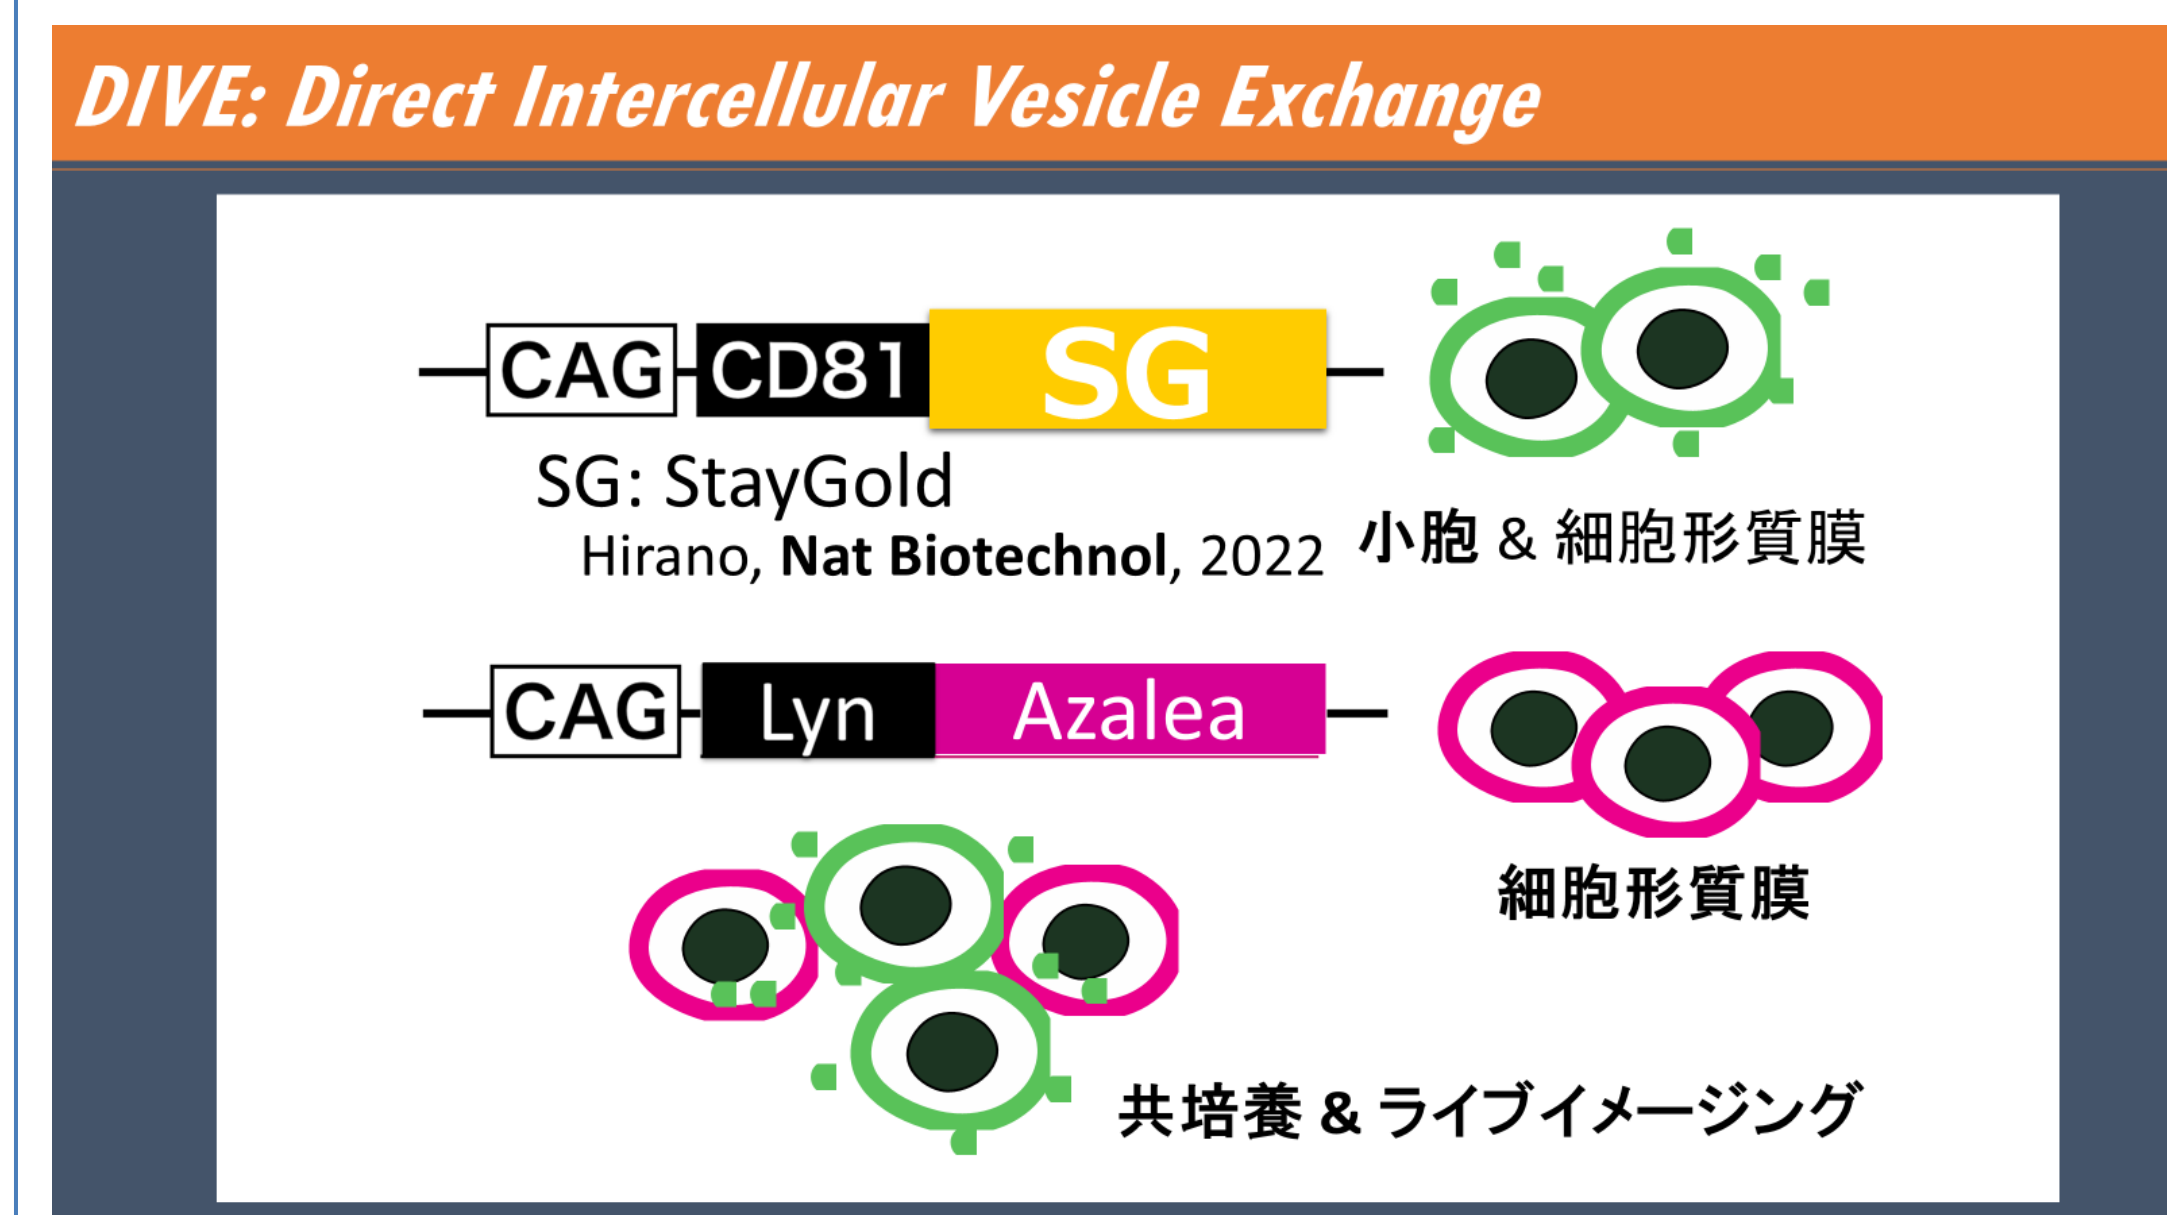 DIVE: Direct Intercellular Vesicle Exchange
CAG CD81 SG
SG: StayGold
Hirano, Nat Biotechnol, 2022
小胞 & 細胞形質膜
CAG Lyn Azalea
細胞形質膜
共培養 & ライブイメージング